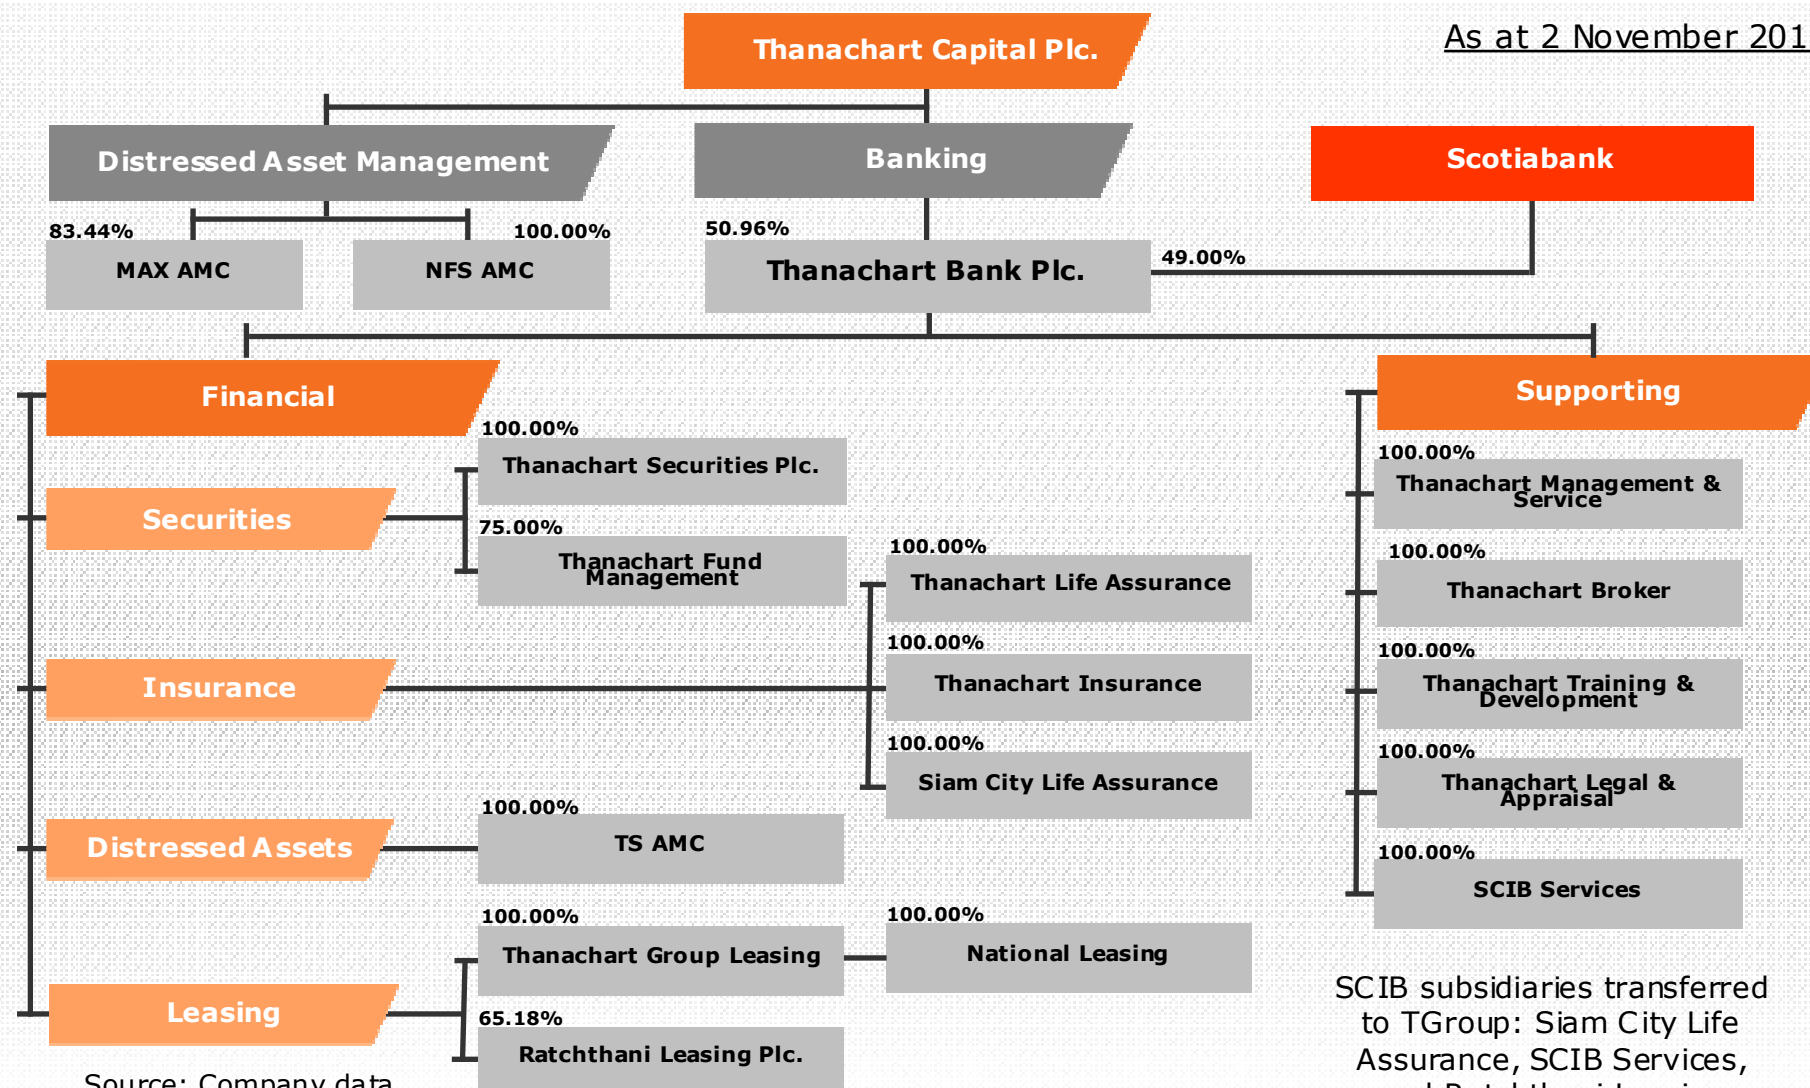 Thanachart Capital Plc.
As at 2 November 201
Distressed Asset Management
Banking
Scotiabank
83.44%
100.00%
50.96%
49.00%
MAX AMC
NFS AMC
Thanachart Bank Plc.
Financial
Supporting
100.00%
Thanachart Securities Plc.
Securities
75.00%
Thanachart Fund
Management
100.00%
Thanachart Life Assurance
100.00%
Insurance
Thanachart Insurance
100.00%
Siam City Life Assurance
100.00%
Distressed Assets
TS AMC
100.00%
Thanachart Group Leasing
100.00%
National Leasing
Leasing
65.18%
Ratchthani Leasing Plc.
100.00%
Thanachart Management &
Service
100.00%
Thanachart Broker
100.00%
Thanachart Training &
Development
100.00%
Thanachart Legal &
Appraisal
100.00%
SCIB Services
SCIB subsidiaries transferred
to TGroup: Siam City Life
Assurance, SCIB Services,
Source: Company data